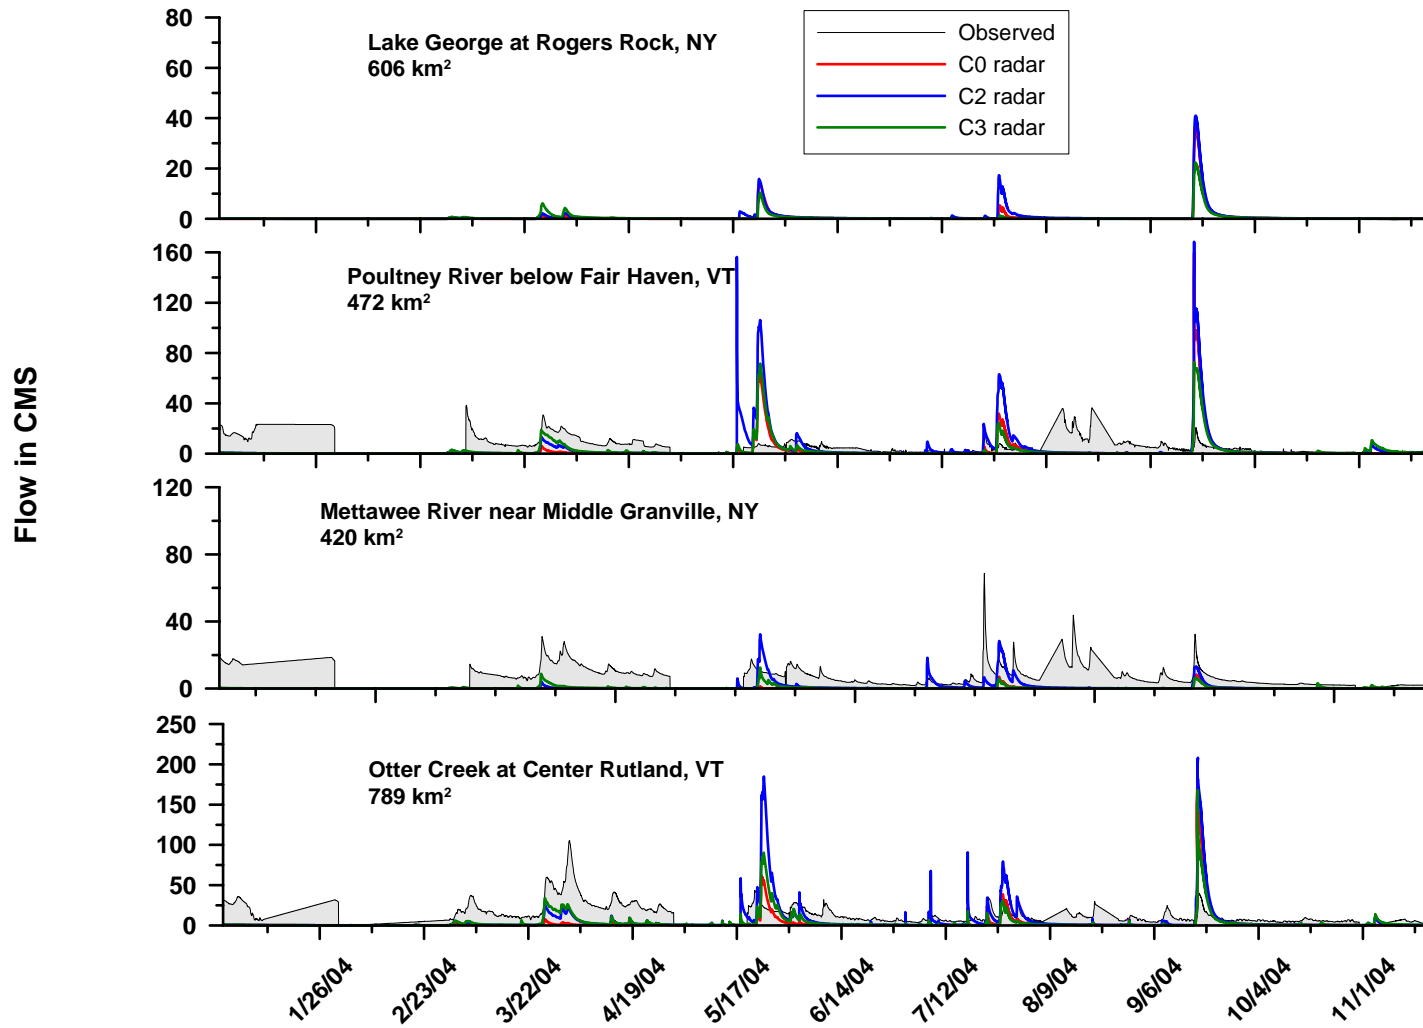 Flow in CMS
80
60
40
20
0
Lake George at Rogers Rock, NY
606 km²
Observed
C0 radar
C2 radar
C3 radar
160
120
80
40
0
Poultney River below Fair Haven, VT
472 km²
120
80
40
0
Mettawee River near Middle Granville, NY
420 km²
250
200
150
100
50
0
Otter Creek at Center Rutland, VT
789 km²
1/26/04
2/23/04
3/22/04
4/19/04
5/17/04
6/14/04
7/12/04
8/9/04
9/6/04
10/4/04
11/1/04